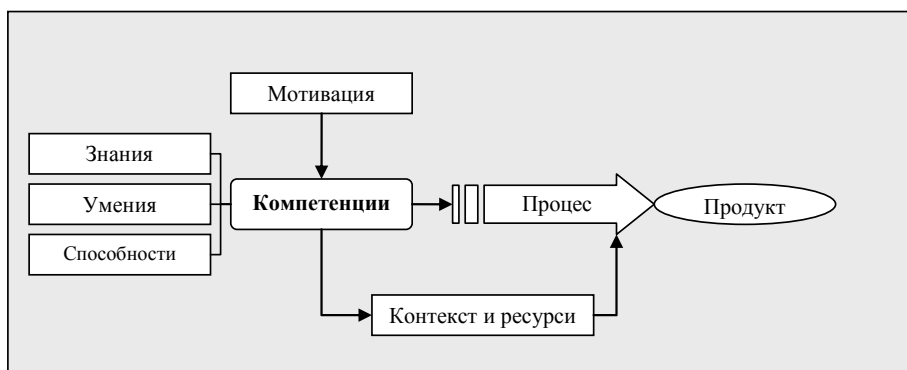 Мотивация
Знания
Умения
Способности
Компетенции
Процес
Продукт
Контекст и ресурси